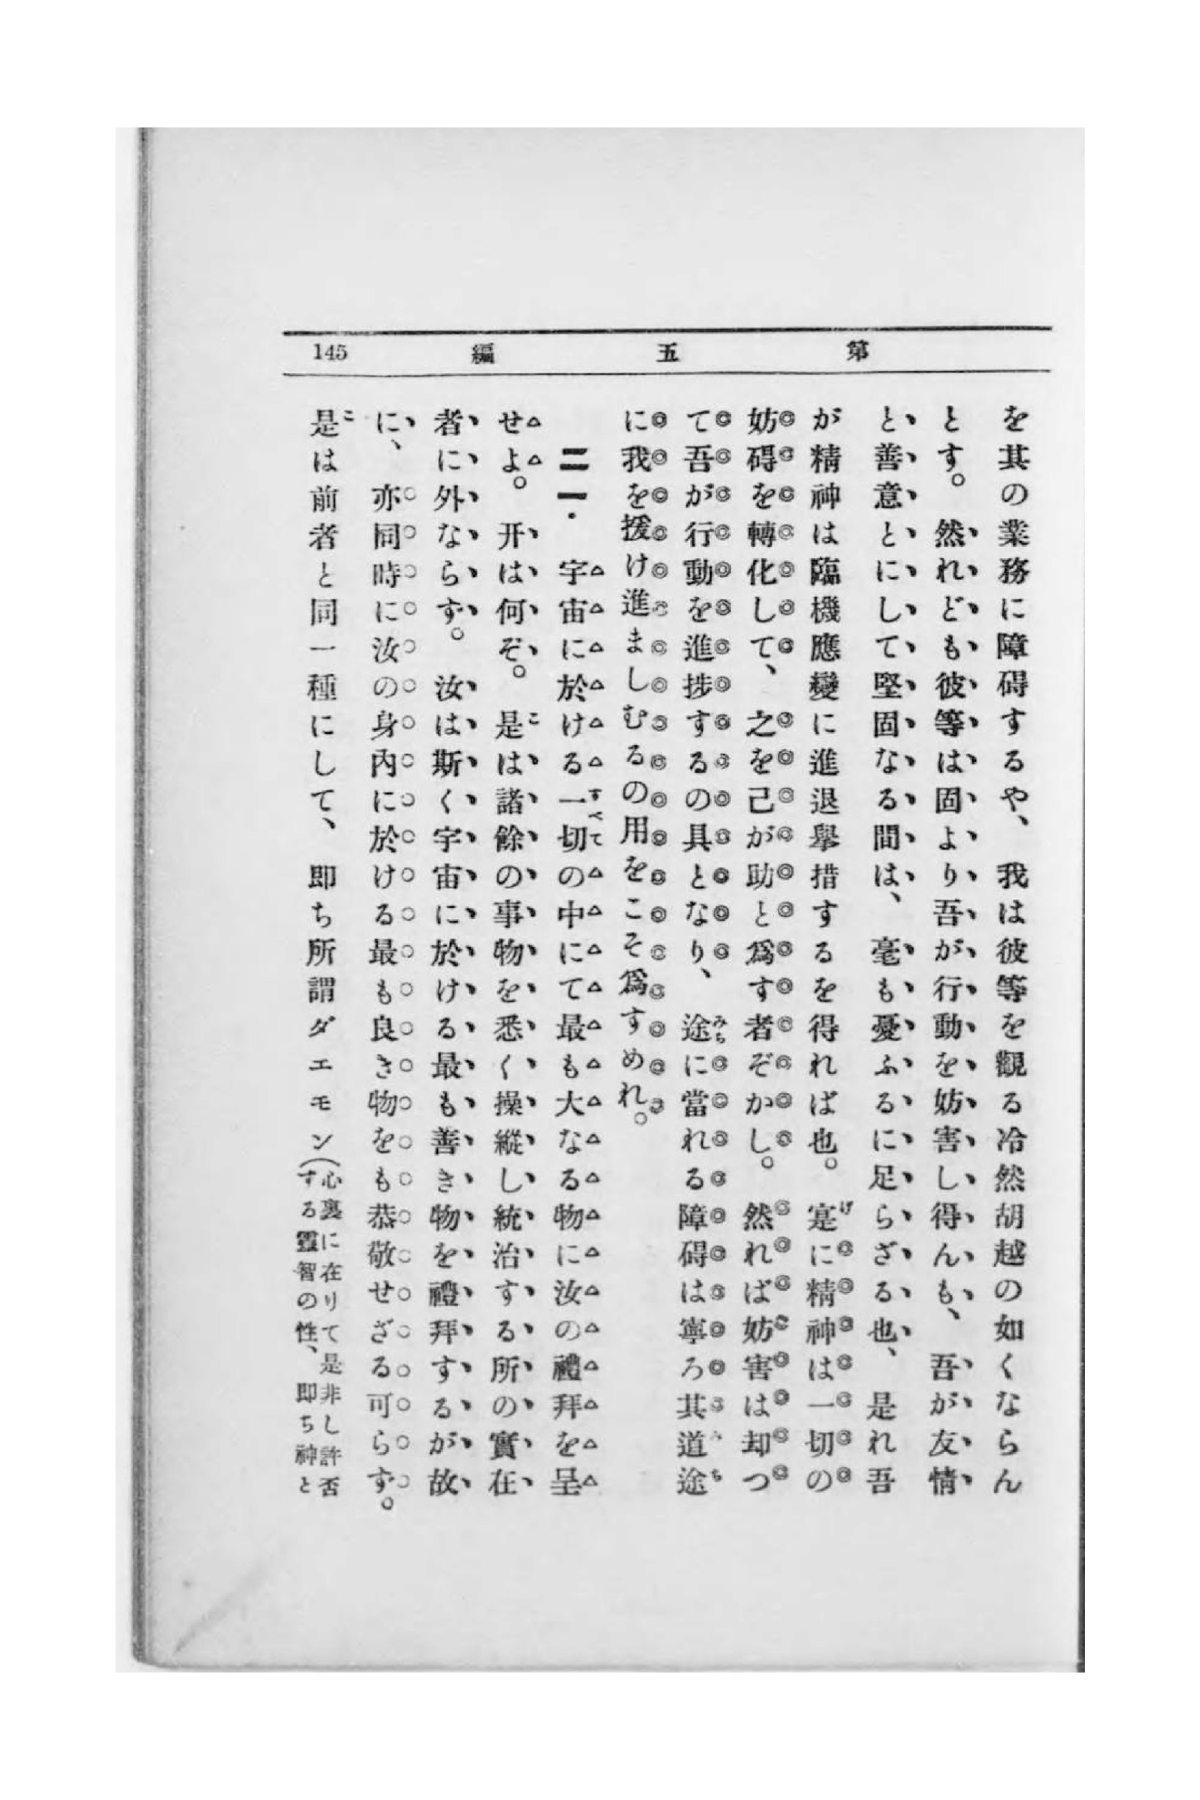 第五編
145
を其の業務に障碍するや、我は彼等を觀る冷然胡越の如くならん
とす。然れども彼等は固より吾が行動を妨害し得んも、吾が友情
と善意とにして堅固なる間は、毫も憂ふるに足らざる也、是れ吾
が精神は臨機應變に進退擧措するを得れば也。寔に精神は一切の
妨碍を轉化して、之を己が助と爲す者ぞかし。然れば妨害は却つ
て吾が行動を進捗するの具となり、途に當れる障碍は寧ろ其道途
に我を援け進ましむるの用をこそ爲すめれ。
二一. 宇宙に於ける一切の中にて最も大なる物に汝の禮拜を呈
せよ。开は何ぞ。是は諸餘の事物を悉く操縱し統治する所の實在
者に外ならず。汝は斯く宇宙に於ける最も善き物を禮拜するが故
に、亦同時に汝の身内に於ける最も良き物をも恭敬せざる可らず。
是は前者と同一種にして、即ち所謂ダエモン(心裏に在りて是非し許否
する靈智の性、即ち神と